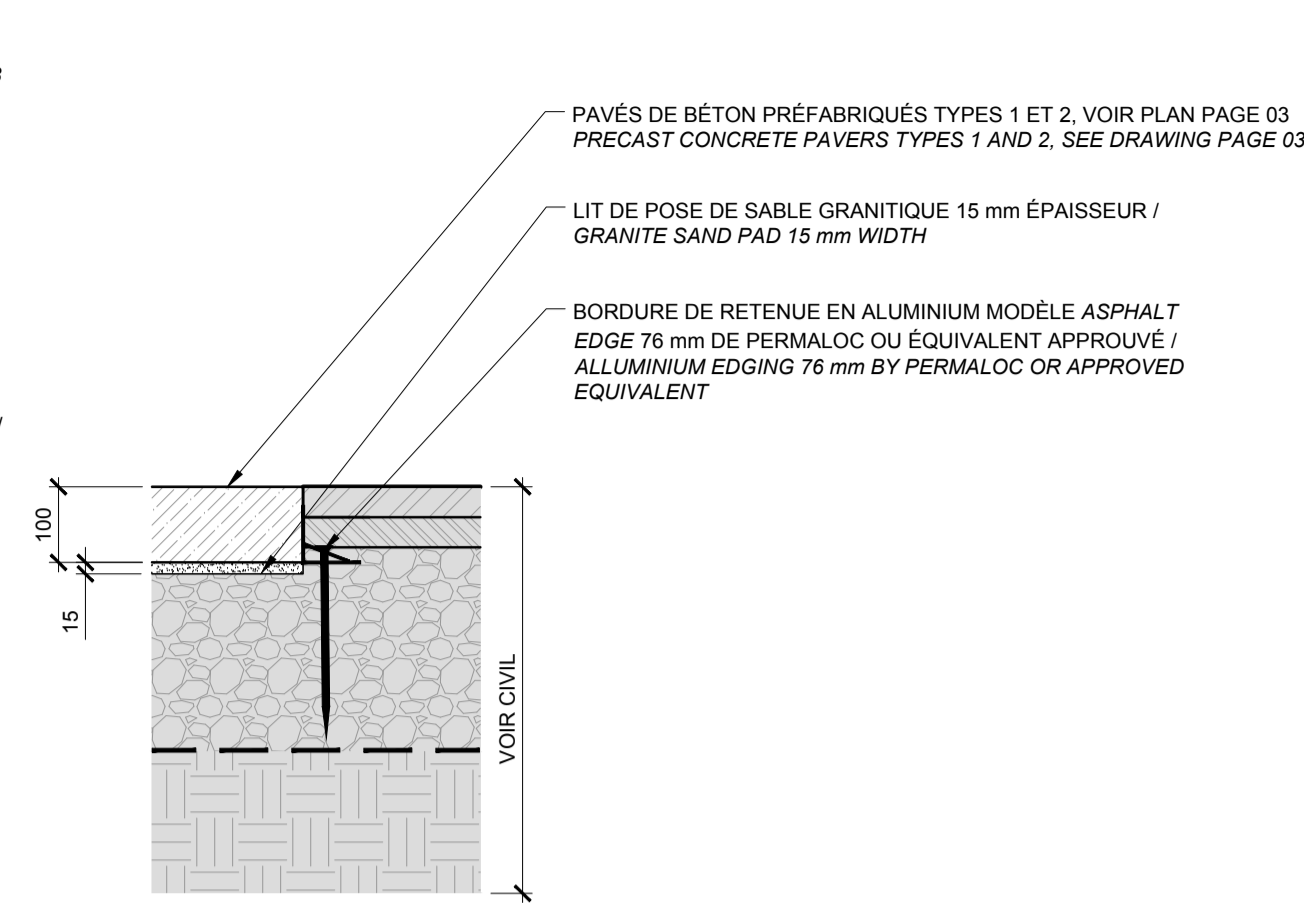 PAVÉS DE BÉTON PRÉFABRIQUÉS TYPES 1 ET 2, VOIR PLAN PAGE 03
PRECAST CONCRETE PAVERS TYPES 1 AND 2, SEE DRAWING PAGE 03
LIT DE POSE DE SABLE GRANITIQUE 15 mm ÉPAISSEUR /
GRANITE SAND PAD 15 mm WIDTH
BORDURE DE RETENUE EN ALUMINIUM MODÈLE ASPHALT
EDGE 76 mm DE PERMALOC OU ÉQUIVALENT APPROUVÉ /
ALLUMINIUM EDGING 76 mm BY PERMALOC OR APPROVED
EQUIVALENT
100
15
VOIR CIVIL